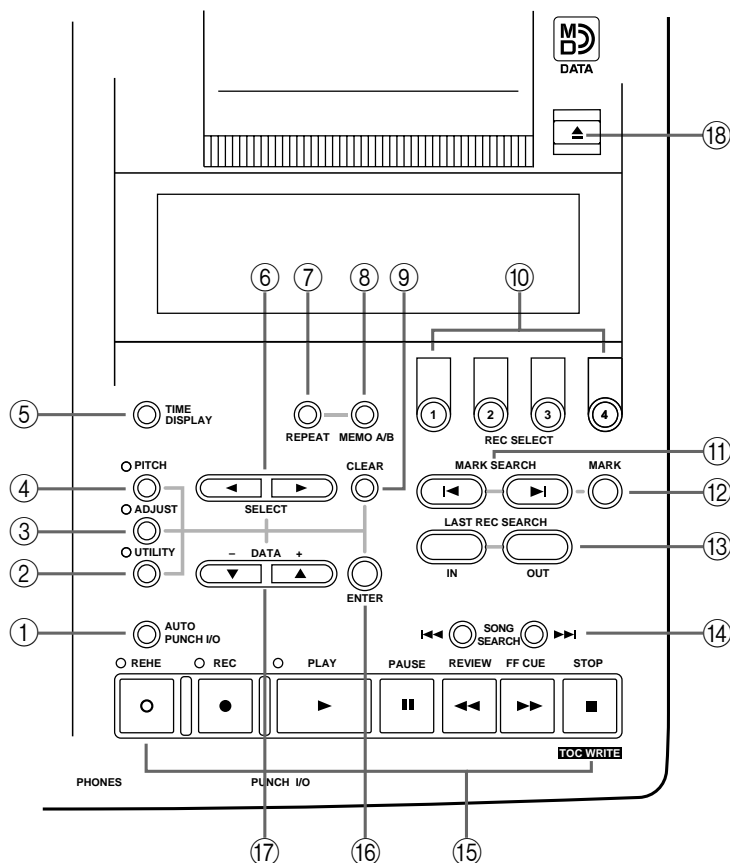 MD
DATA
18
6 7 8 9 10
1 2 3 4
5 TIME
DISPLAY
REPEAT MEMO A/B
REC SELECT
11
PITCH CLEAR MARK SEARCH MARK
4
12
ADJUST SELECT
3
LAST REC SEARCH
UTILITY – DATA +
13
2
IN OUT
ENTER
1 AUTO
PUNCH I/O
SONG
SEARCH
14
REHE REC PLAY PAUSE REVIEW FF CUE STOP
TOC WRITE
PHONES PUNCH I/O
17 16 15